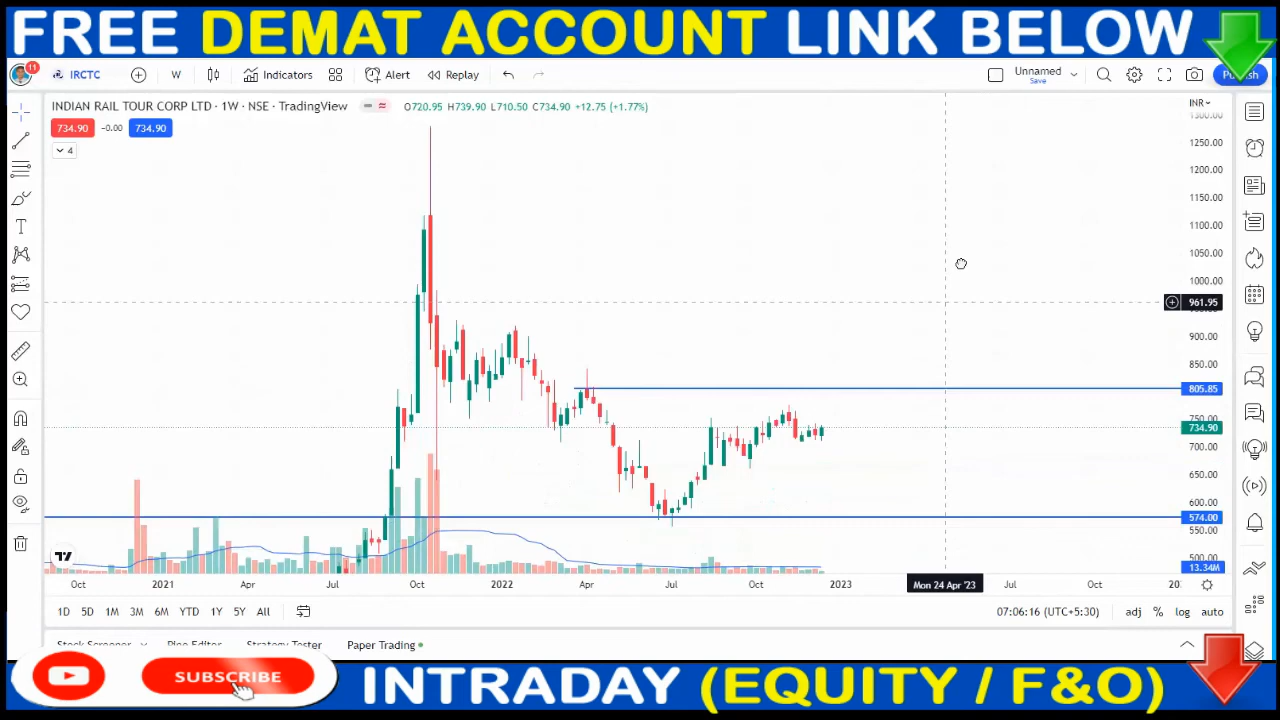 FREE DEMAT ACCOUNT LINK BELOW
11 IRCTC W Indicators Alert Replay Unnamed Save Publish
INDIAN RAIL TOUR CORP LTD · 1W · NSE · TradingView O720.95 H739.90 L710.50 C734.90 +12.75 (+1.77%) INR
734.90 -0.00 734.90
4
1300.00
1250.00
1200.00
1150.00
1100.00
1050.00
1000.00
961.95
900.00
850.00
805.85
750.00
734.90
700.00
650.00
600.00
574.00
500.00
13.34M
Oct 2021 Apr Jul Oct 2022 Apr Jul Oct 2023 Mon 24 Apr '23 Jul Oct
1D 5D 1M 3M 6M YTD 1Y 5Y All 07:06:16 (UTC+5:30) adj % log auto
Stock Screener Pine Editor Strategy Tester Paper Trading
SUBSCRIBE
INTRADAY (EQUITY / F&O)